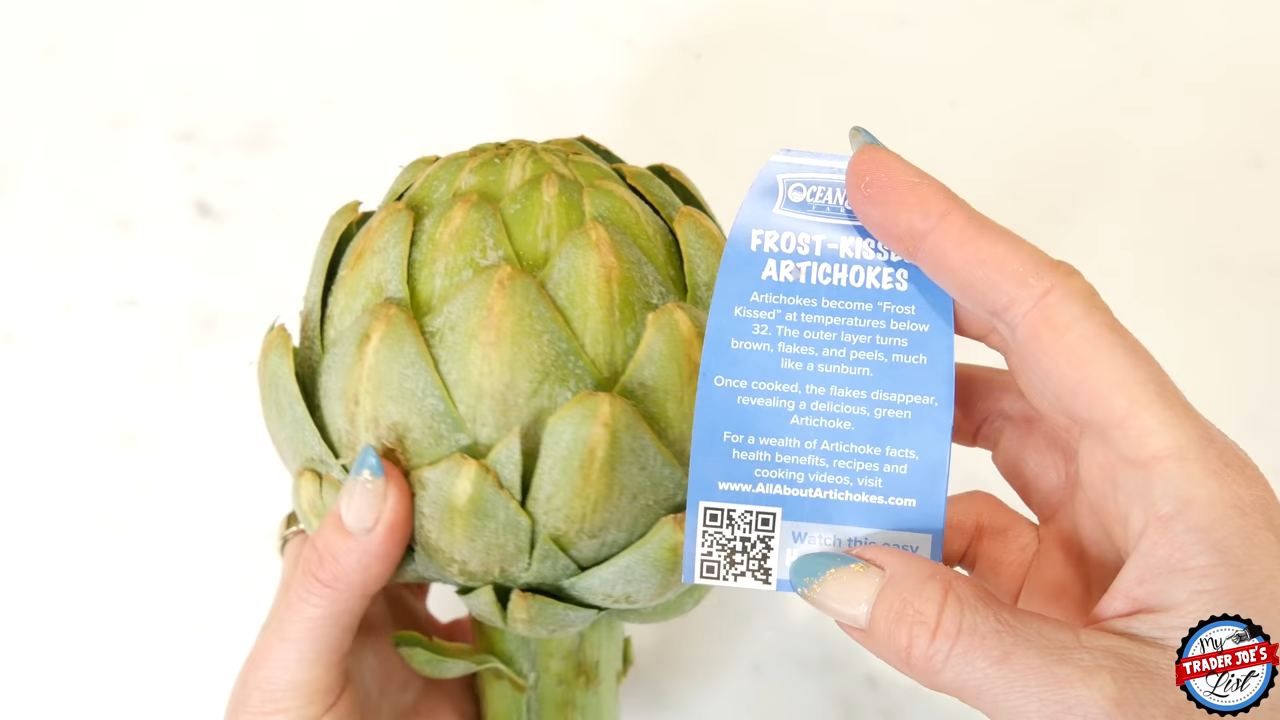 FROST-KISSED
ARTICHOKES
Artichokes become “Frost
Kissed” at temperatures below
32. The outer layer turns
brown, flakes, and peels, much
like a sunburn.
Once cooked, the flakes disappear,
revealing a delicious, green
Artichoke.
For a wealth of Artichoke facts,
health benefits, recipes and
cooking videos, visit
www.AllAboutArtichokes.com
Watch this easy
My
TRADER JOE'S
List